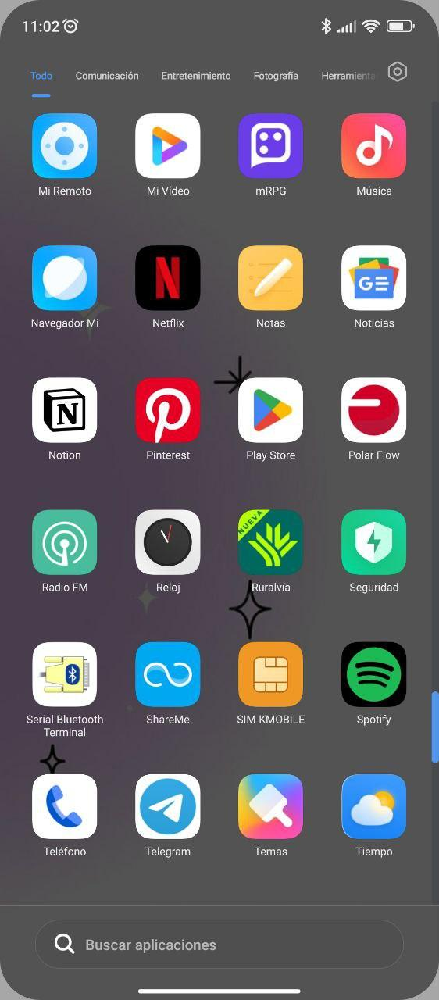 11:02
Todo Comunicación Entretenimiento Fotografía Herramienta
Mi Remoto Mi Vídeo mRPG Música
Navegador Mi Netflix Notas Noticias
GE
N
N
Notion Pinterest Play Store Polar Flow
NUEVA
Radio FM Reloj Ruralvía Seguridad
Serial Bluetooth Terminal ShareMe SIM KMOBILE Spotify
Teléfono Telegram Temas Tiempo
Buscar aplicaciones